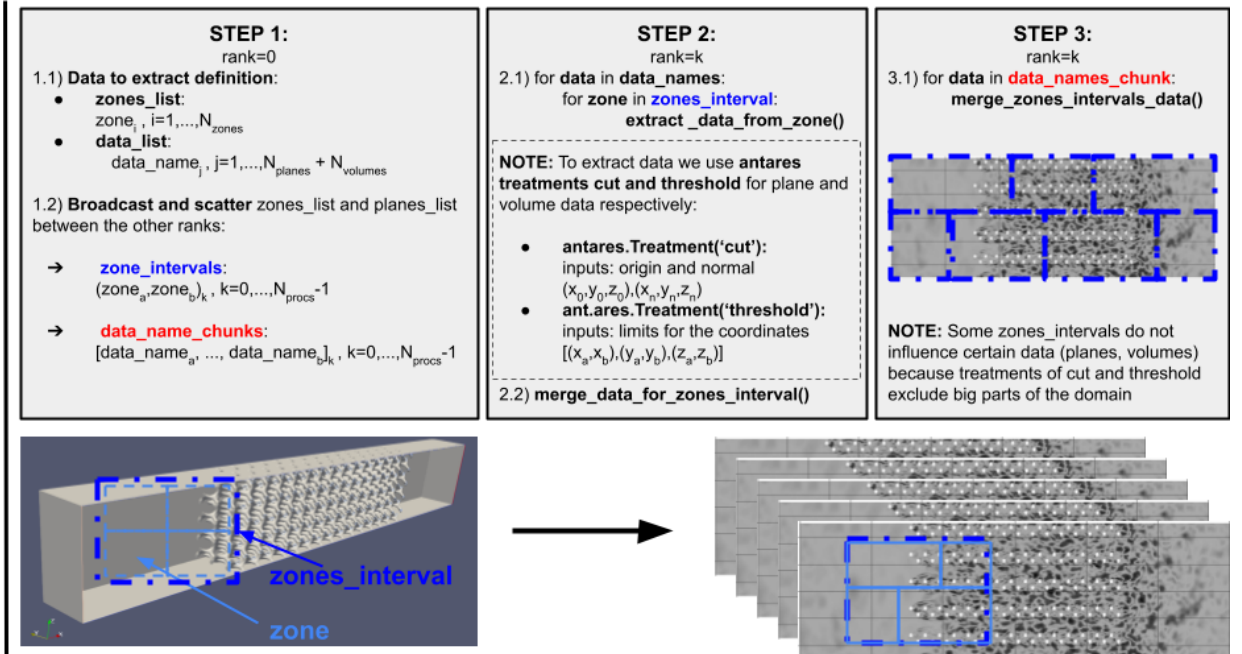 STEP 1:
rank=0
1.1) Data to extract definition:
● zones_list:
zone_i , i=1,...,N_zones
● data_list:
data_name_j , j=1,...,N_planes + N_volumes
1.2) Broadcast and scatter zones_list and planes_list
between the other ranks:
➔ zone_intervals:
(zone_a,zone_b)_k , k=0,...,N_procs-1
➔ data_name_chunks:
[data_name_a, ..., data_name_b]_k , k=0,...,N_procs-1
STEP 2:
rank=k
2.1) for data in data_names:
for zone in zones_interval:
extract _data_from_zone()
NOTE: To extract data we use antares
treatments cut and threshold for plane and
volume data respectively:
● antares.Treatment(‘cut’):
inputs: origin and normal
(x_0,y_0,z_0),(x_n,y_n,z_n)
● ant.ares.Treatment(‘threshold’):
inputs: limits for the coordinates
[(x_a,x_b),(y_a,y_b),(z_a,z_b)]
2.2) merge_data_for_zones_interval()
STEP 3:
rank=k
3.1) for data in data_names_chunk:
merge_zones_intervals_data()
NOTE: Some zones_intervals do not
influence certain data (planes, volumes)
because treatments of cut and threshold
exclude big parts of the domain
zones_interval
zone